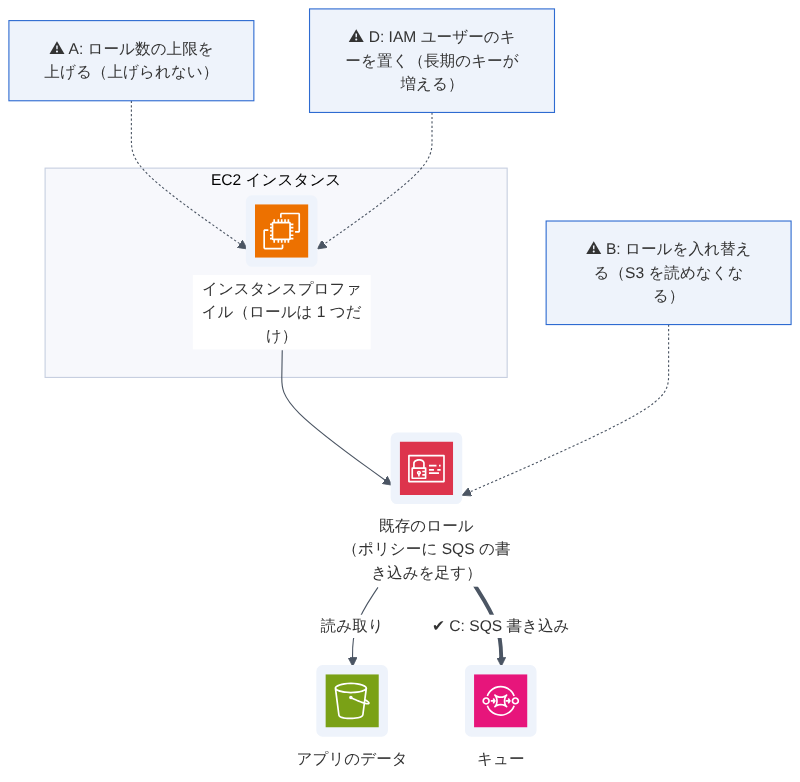 ⚠ A: ロール数の上限を
上げる（上げられない）
⚠ D: IAM ユーザーのキ
ーを置く（長期のキーが
増える）
EC2 インスタンス
インスタンスプロファ
イル（ロールは 1 つだ
け）
⚠ B: ロールを入れ替え
る（S3 を読めなくな
る）
既存のロール
（ポリシーに SQS の書
き込みを足す）
読み取り
✔ C: SQS 書き込み
アプリのデータ
キュー